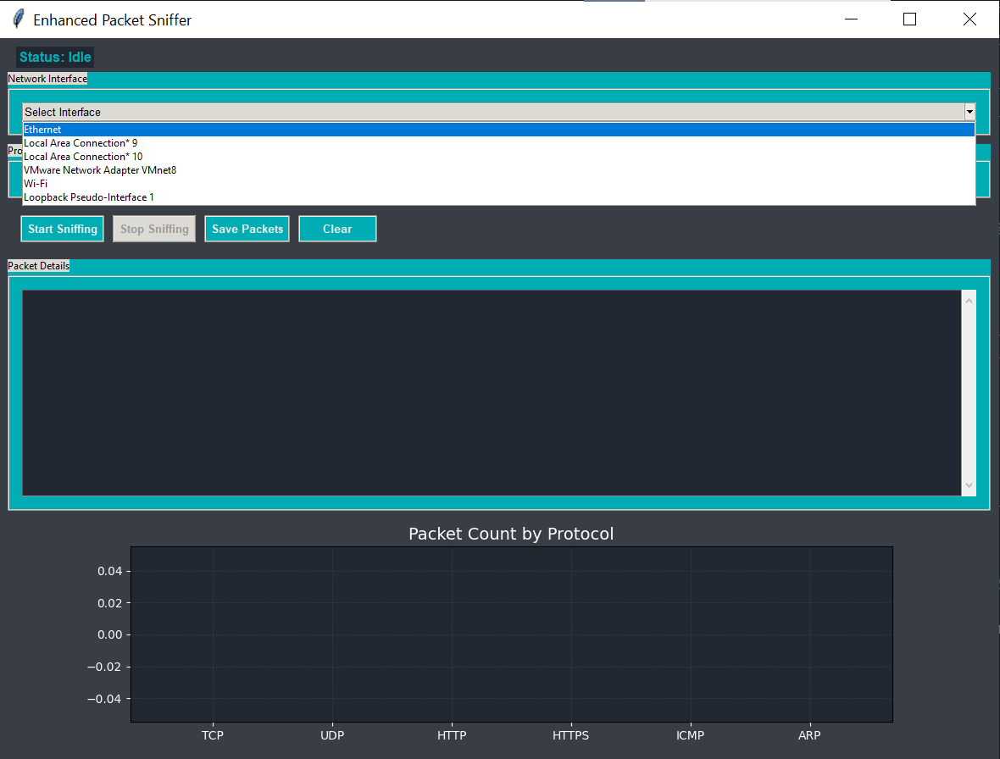 Enhanced Packet Sniffer
Status: Idle
Network Interface
Select Interface
Ethernet
Local Area Connection* 9
Local Area Connection* 10
VMware Network Adapter VMnet8
Wi-Fi
Loopback Pseudo-Interface 1
Pro
Start Sniffing Stop Sniffing Save Packets Clear
Packet Details
Packet Count by Protocol
0.04
0.02
0.00
−0.02
−0.04
TCP UDP HTTP HTTPS ICMP ARP